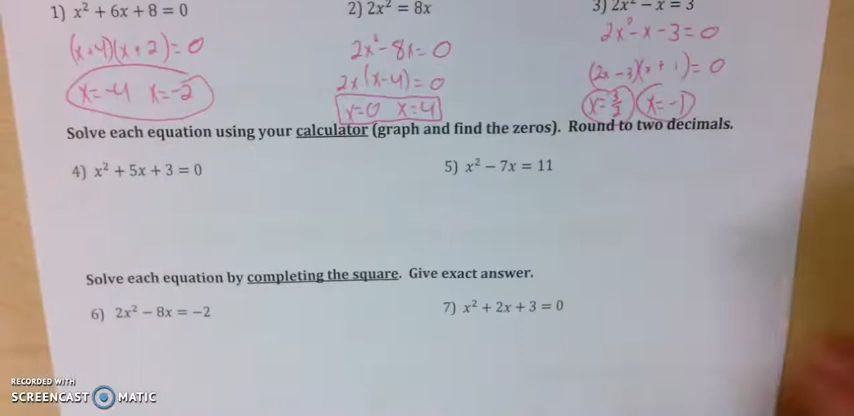 1) x² + 6x + 8 = 0
2) 2x² = 8x
3) 2x² − x = 3
(x+4)(x+2)=0
2x²-8x=0
2x²-x-3=0
2x(x-4)=0
(2x-3)(x+1)=0
x=-4 x=-2
x=0 x=4
x=3/2 x=-1
Solve each equation using your calculator (graph and find the zeros). Round to two decimals.
4) x² + 5x + 3 = 0
5) x² − 7x = 11
Solve each equation by completing the square. Give exact answer.
6) 2x² − 8x = −2
7) x² + 2x + 3 = 0
RECORDED WITH
SCREENCAST MATIC